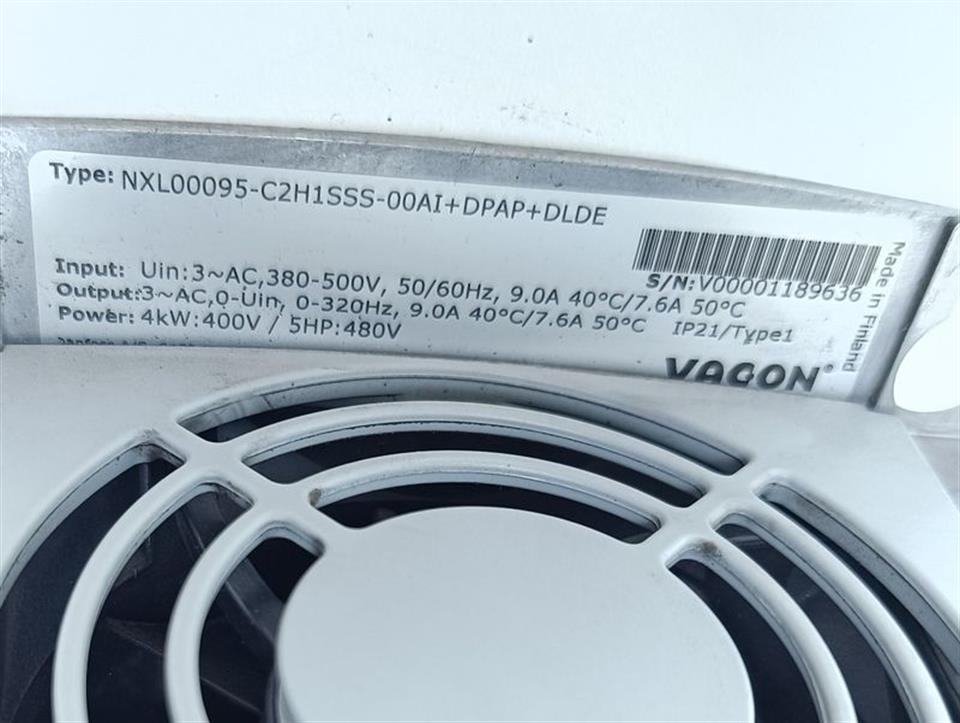 Type: NXL00095-C2H1SSS-00AI+DPAP+DLDE
S/N:V00001189636
Input: Uin:3~AC,380-500V, 50/60Hz, 9.0A 40°C/7.6A 50°C
Output:3~AC,0-Uin, 0-320Hz, 9.0A 40°C/7.6A 50°C IP21/Type1
Power: 4kW:400V / 5HP:480V
VACON®
Made in Finland